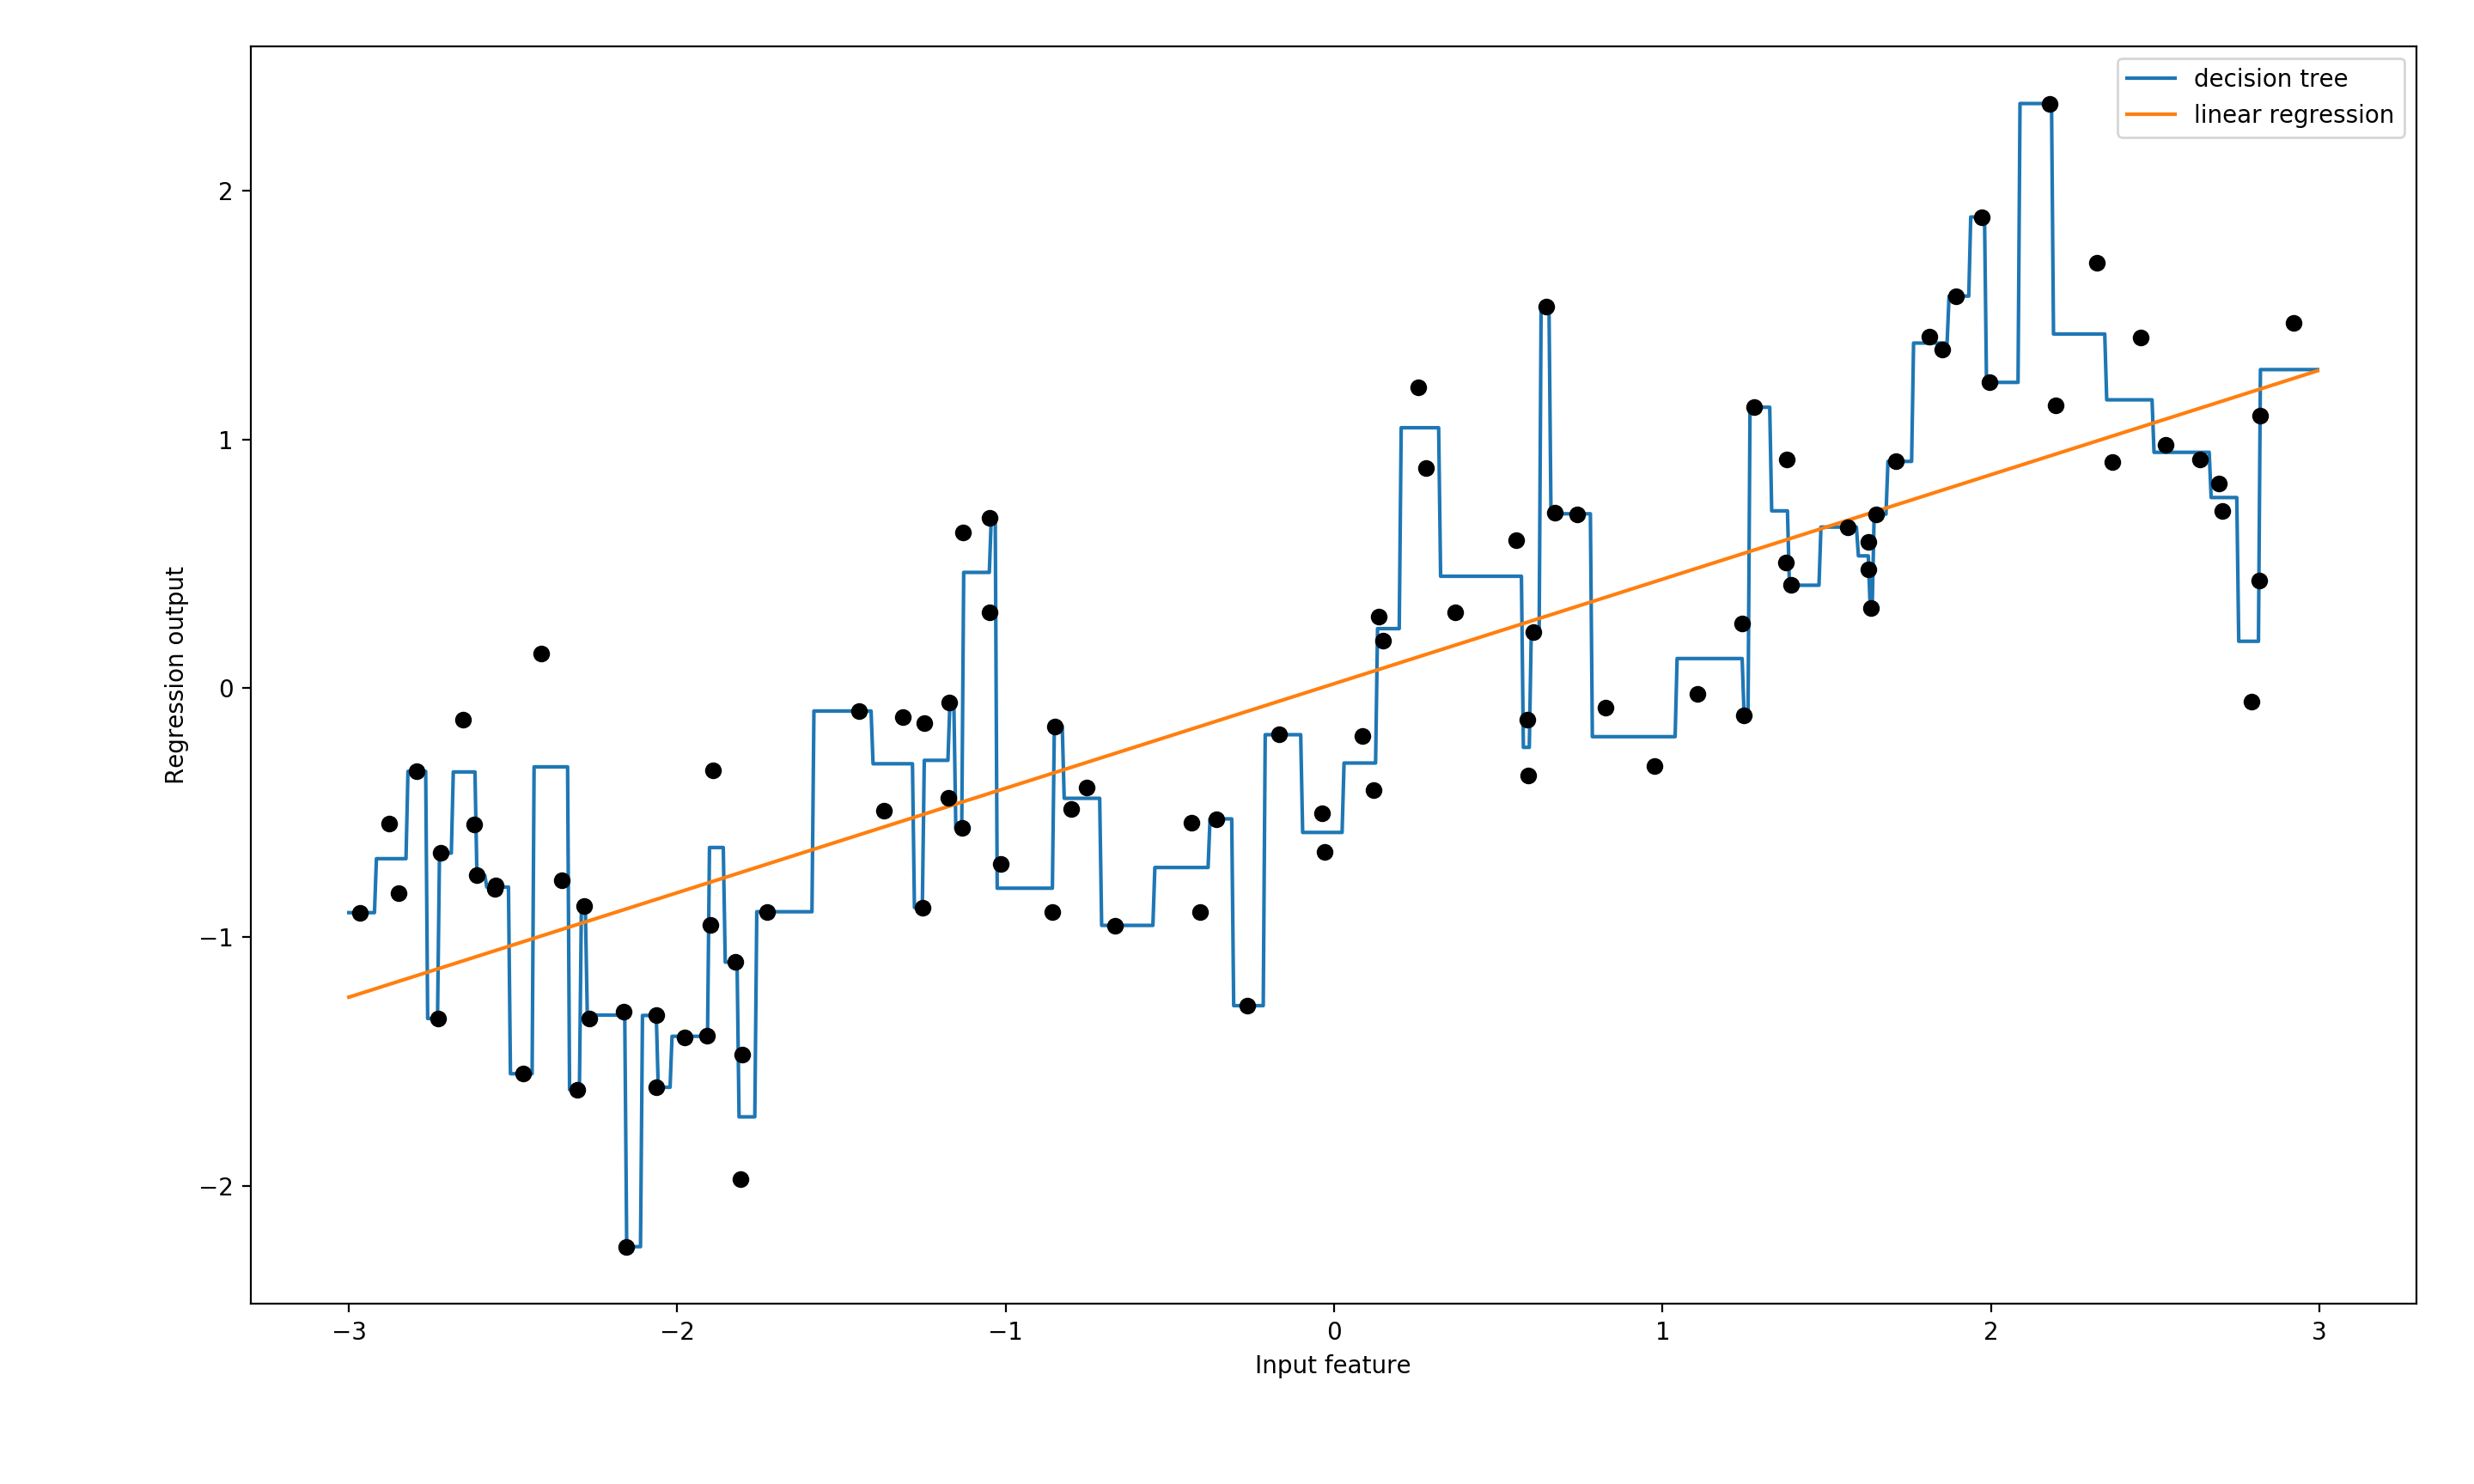 decision tree
linear regression
2
1
0
−1
−2
Regression output
−3 −2 −1 0 1 2 3
Input feature